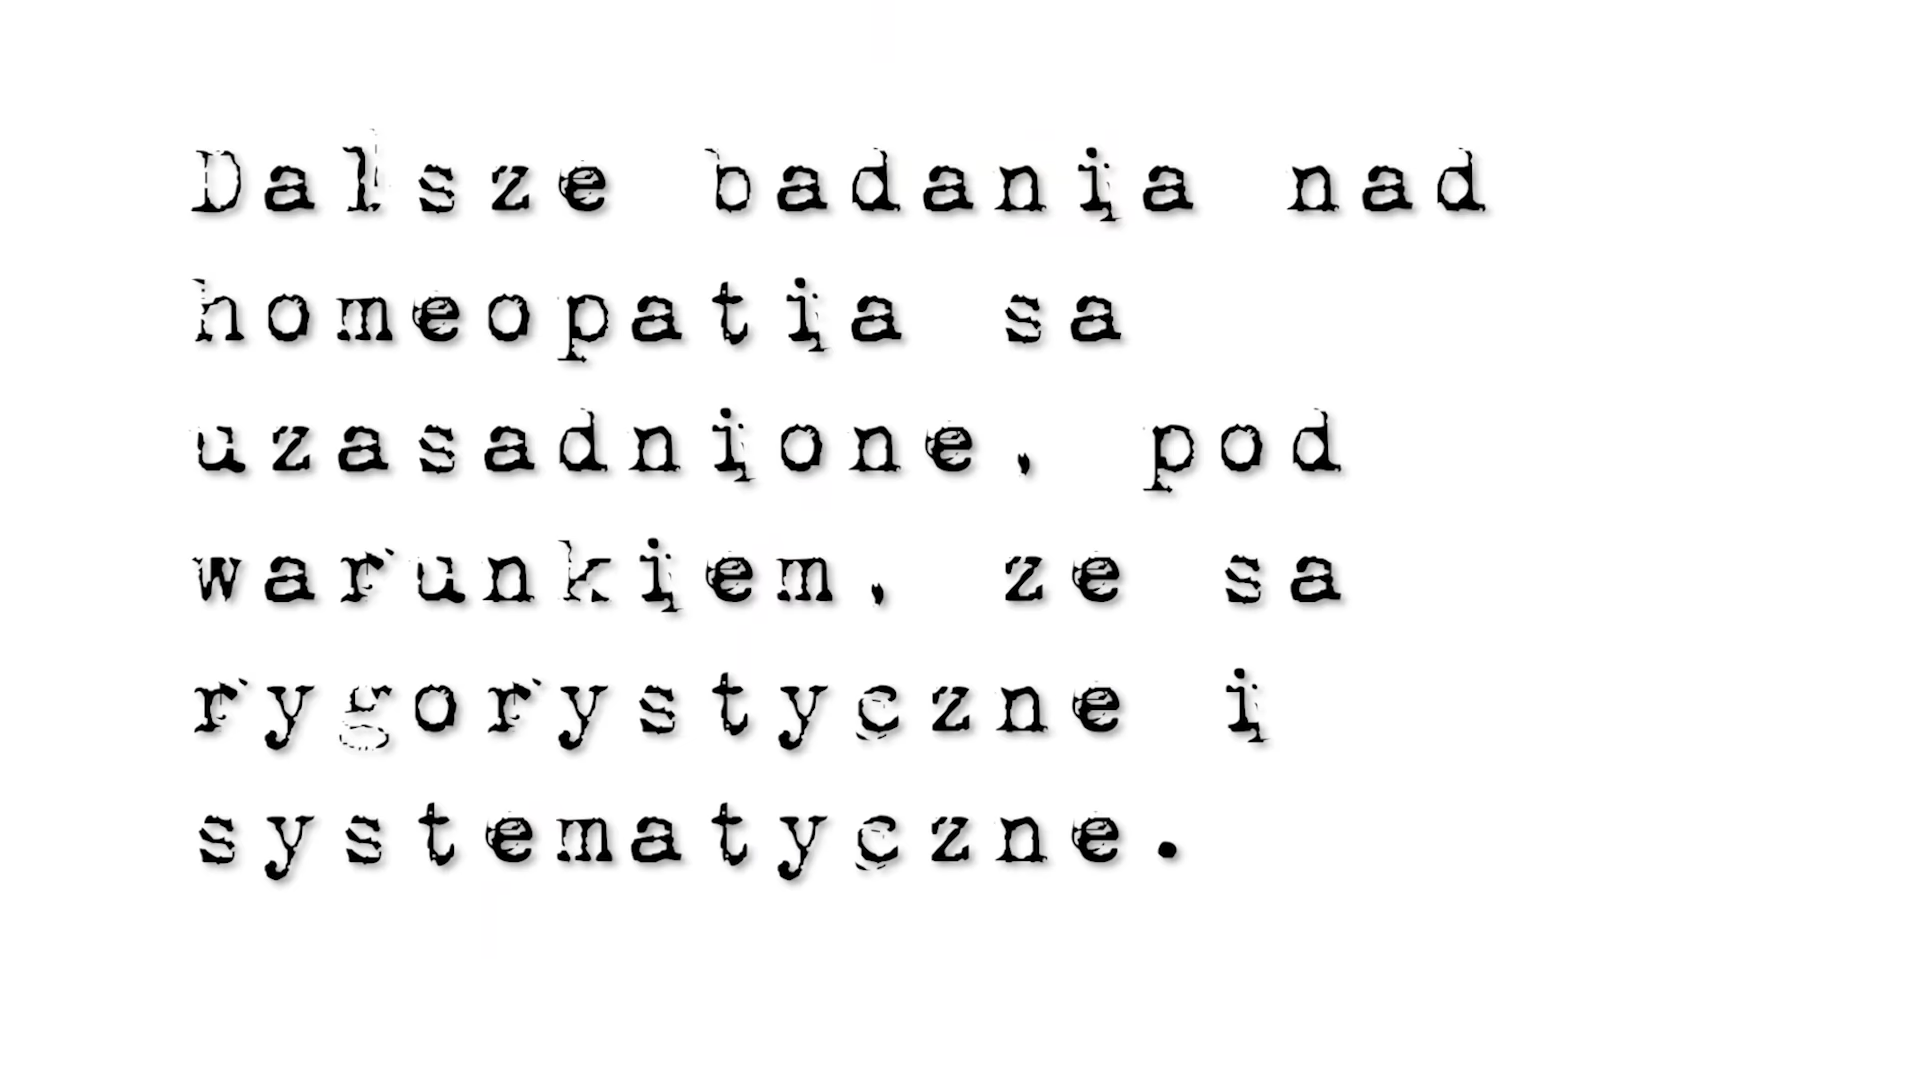 Dalsze badania nad
homeopatia sa
uzasadnione, pod
warunkiem, ze sa
rygorystyczne i
systematyczne.